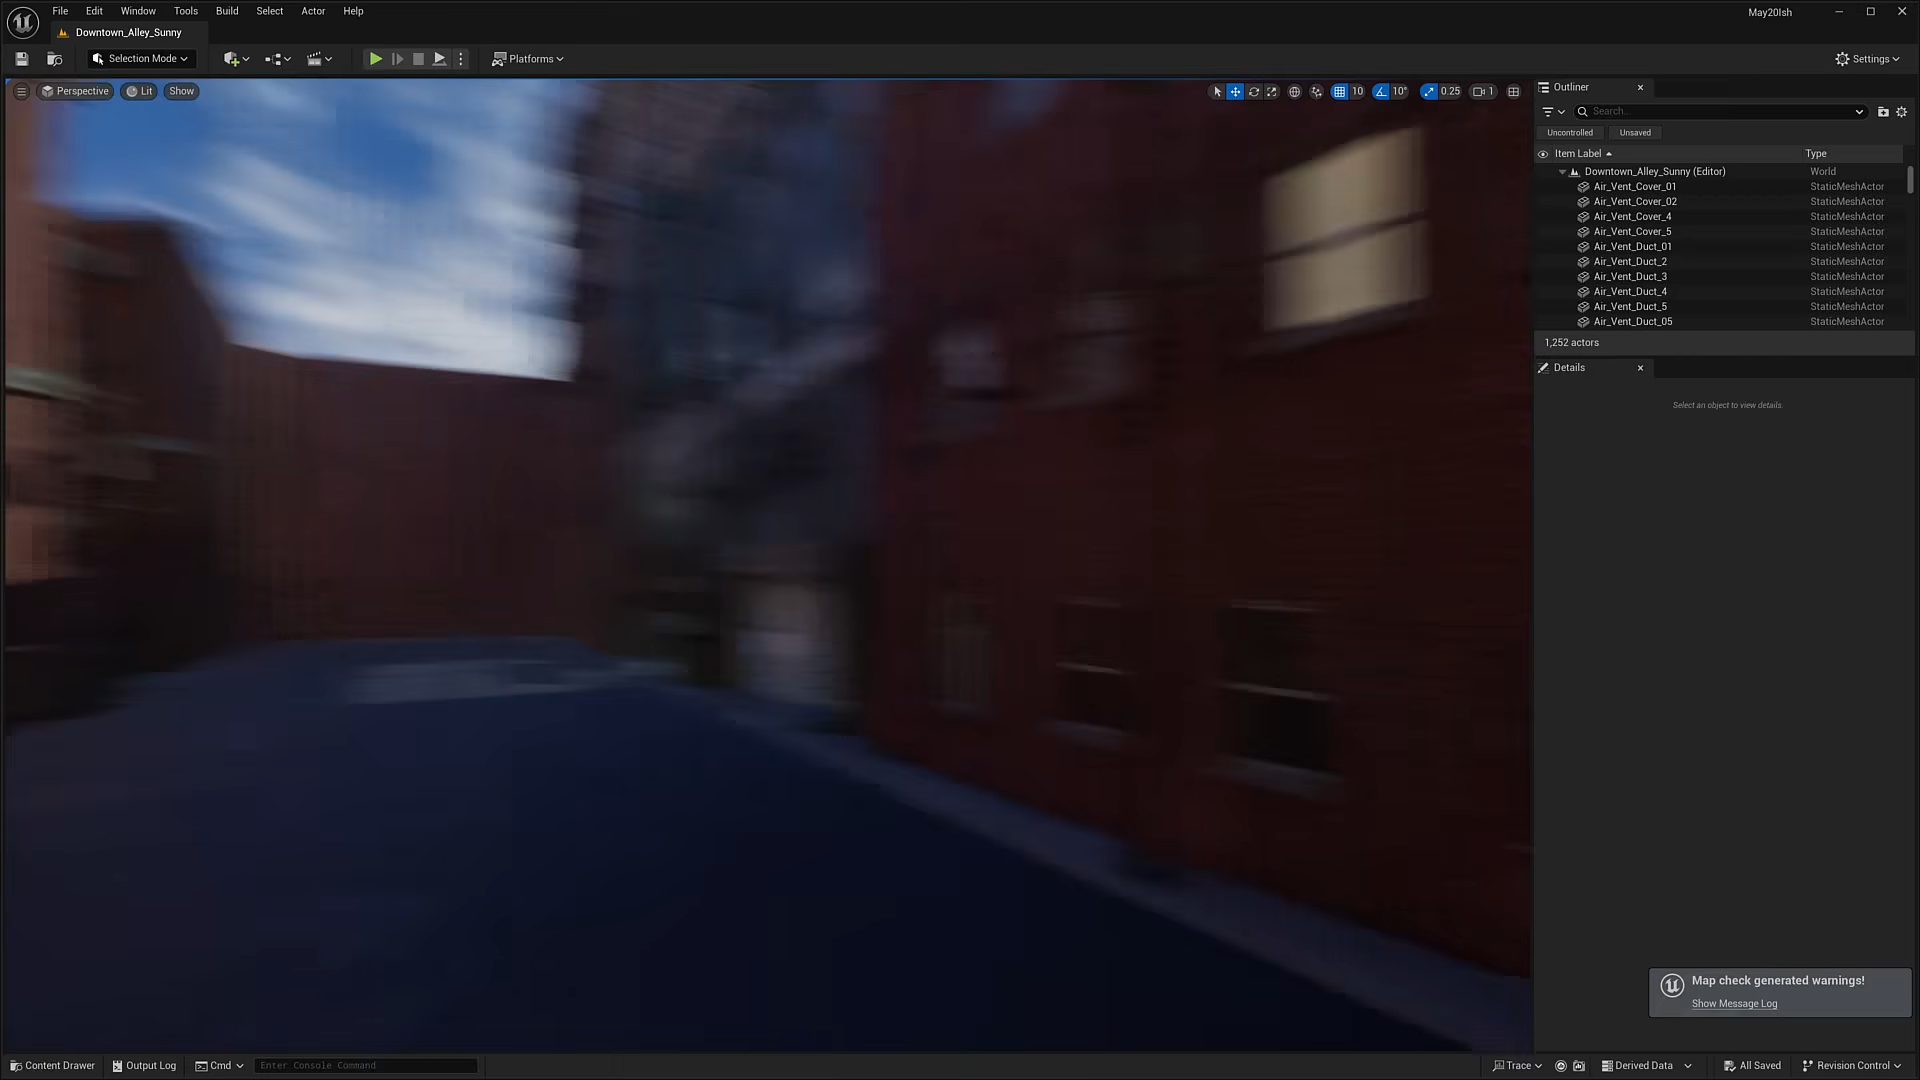 File Edit Window Tools Build Select Actor Help
May20Ish
Downtown_Alley_Sunny
Selection Mode
Platforms
Settings
Perspective Lit Show
10 10° 0.25 1
Outliner
Search...
Uncontrolled Unsaved
Item Label Type
Downtown_Alley_Sunny (Editor) World
Air_Vent_Cover_01 StaticMeshActor
Air_Vent_Cover_02 StaticMeshActor
Air_Vent_Cover_4 StaticMeshActor
Air_Vent_Cover_5 StaticMeshActor
Air_Vent_Duct_01 StaticMeshActor
Air_Vent_Duct_2 StaticMeshActor
Air_Vent_Duct_3 StaticMeshActor
Air_Vent_Duct_4 StaticMeshActor
Air_Vent_Duct_5 StaticMeshActor
Air_Vent_Duct_05 StaticMeshActor
1,252 actors
Details
Select an object to view details.
Map check generated warnings!
Show Message Log
Content Drawer Output Log Cmd Enter Console Command
Trace Derived Data All Saved Revision Control